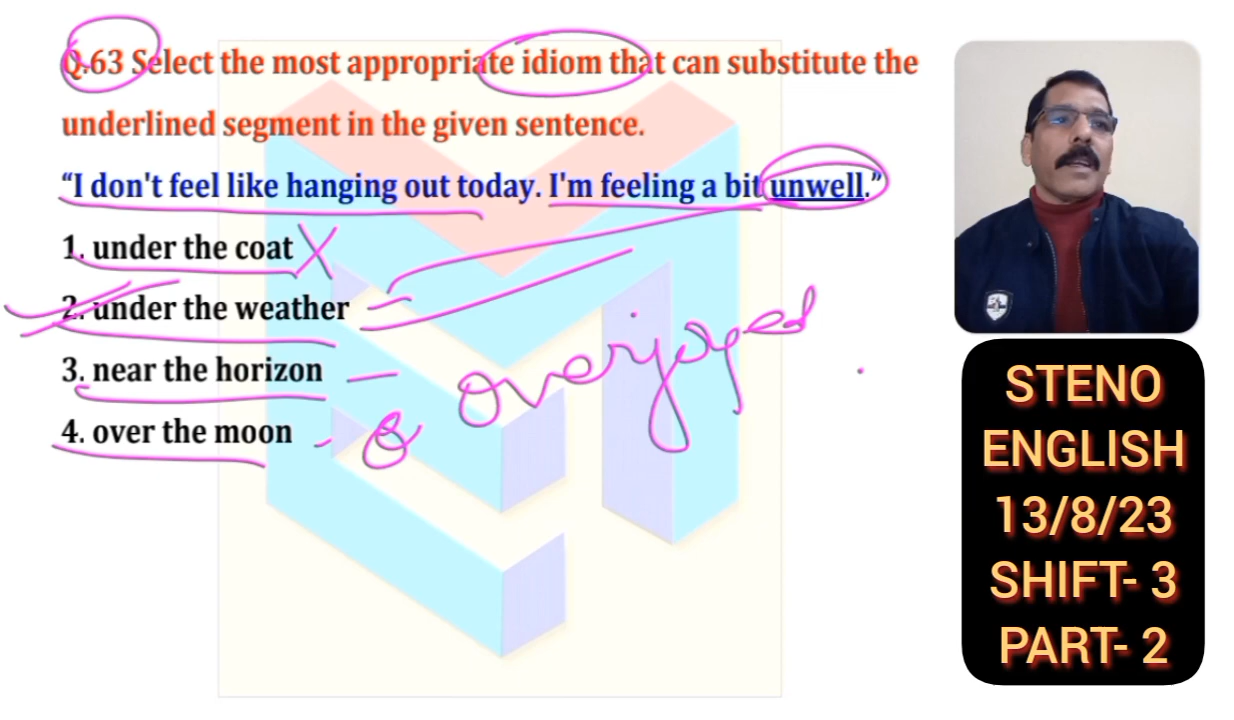 Q.63 Select the most appropriate idiom that can substitute the
underlined segment in the given sentence.
“I don't feel like hanging out today. I'm feeling a bit unwell.”
1. under the coat
2. under the weather
3. near the horizon
4. over the moon
overjoyed
STENO
ENGLISH
13/8/23
SHIFT- 3
PART- 2